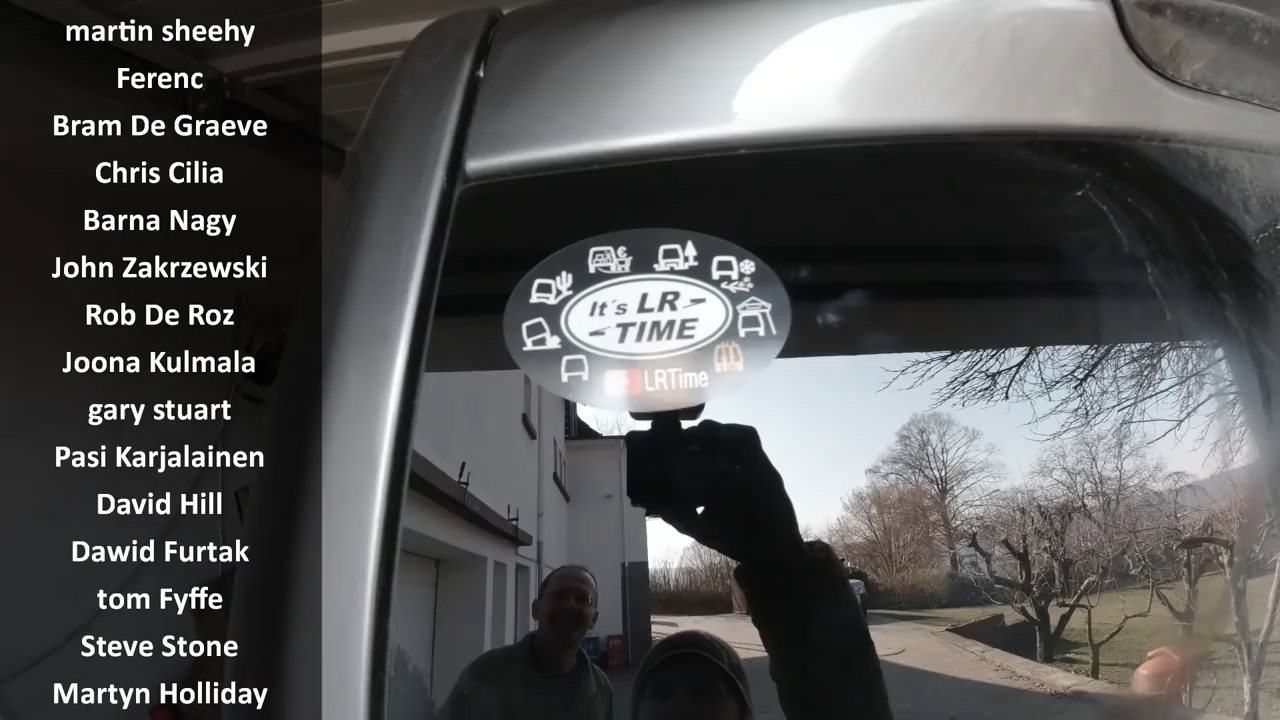 martin sheehy
Ferenc
Bram De Graeve
Chris Cilia
Barna Nagy
John Zakrzewski
Rob De Roz
Joona Kulmala
gary stuart
Pasi Karjalainen
David Hill
Dawid Furtak
tom Fyffe
Steve Stone
Martyn Holliday
It's LR
TIME
LRTime